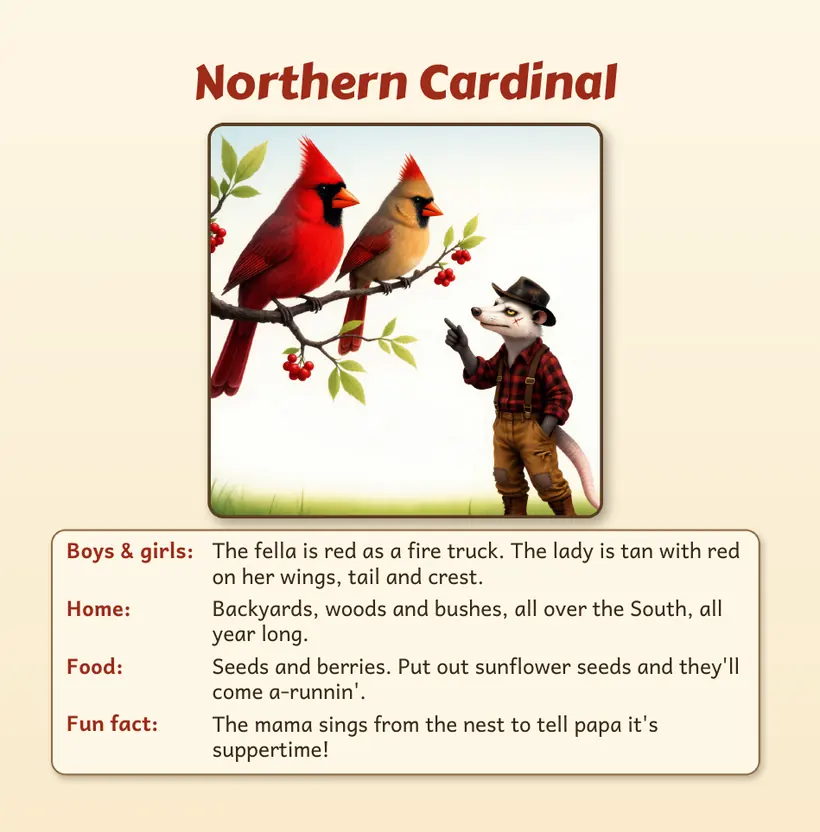 Northern Cardinal
Boys & girls: The fella is red as a fire truck. The lady is tan with red
on her wings, tail and crest.
Home: Backyards, woods and bushes, all over the South, all
year long.
Food: Seeds and berries. Put out sunflower seeds and they'll
come a-runnin'.
Fun fact: The mama sings from the nest to tell papa it's
suppertime!